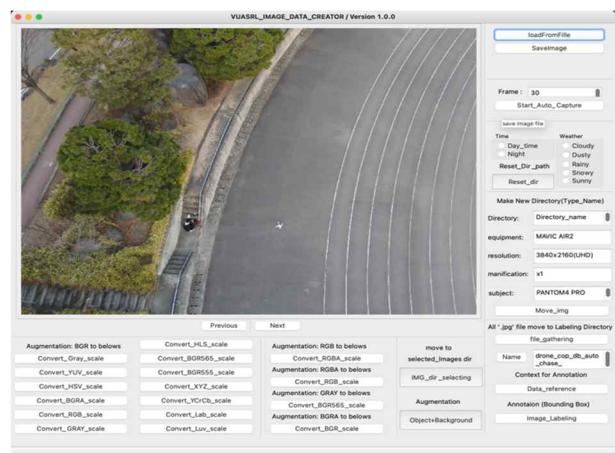 VUASRL_IMAGE_DATA_CREATOR / Version 1.0.0
loadFromFille
SaveImage
Frame :
30
Start_Auto_Capture
save image file
Time
Weather
Day_time
Night
Cloudy
Dusty
Rainy
Snowy
Sunny
Reset_Dir_path
Reset_dir
Make New Directory(Type_Name)
Directory:
Directory_name
equipment:
MAVIC AIR2
resolution:
3840x2160(UHD)
manification:
x1
subject:
PANTOM4 PRO
Move_img
All '.jpg' file move to Labeling Directory
file_gathering
Name
drone_cop_db_auto
_chase_
Context for Annotation
Data_reference
Annotaion (Bounding Box)
Image_Labeling
Previous
Next
Augmentation: BGR to belows
Convert_ Gray_scale
Convert_YUV_scale
Convert_HSV_scale
Convert_BGRA_scale
Convert_RGB_scale
Convert_GRAY_scale
Convert_HLS_scale
Convert_BGR565_scale
Convert_BGR555_scale
Convert_XYZ_scale
Convert_YCrCb_scale
Convert_Lab_scale
Convert_Luv_scale
Augmentation: RGB to belows
Convert_RGBA_scale
Augmentation: RGBA to belows
Convert_RGB_scale
Augmentation: GRAY to belows
Convert_BGR565_scale
Augmentation: BGRA to belows
Convert_BGR_scale
move to
selected_Images dir
IMG_dir_selecting
Augmentation
Object+Background